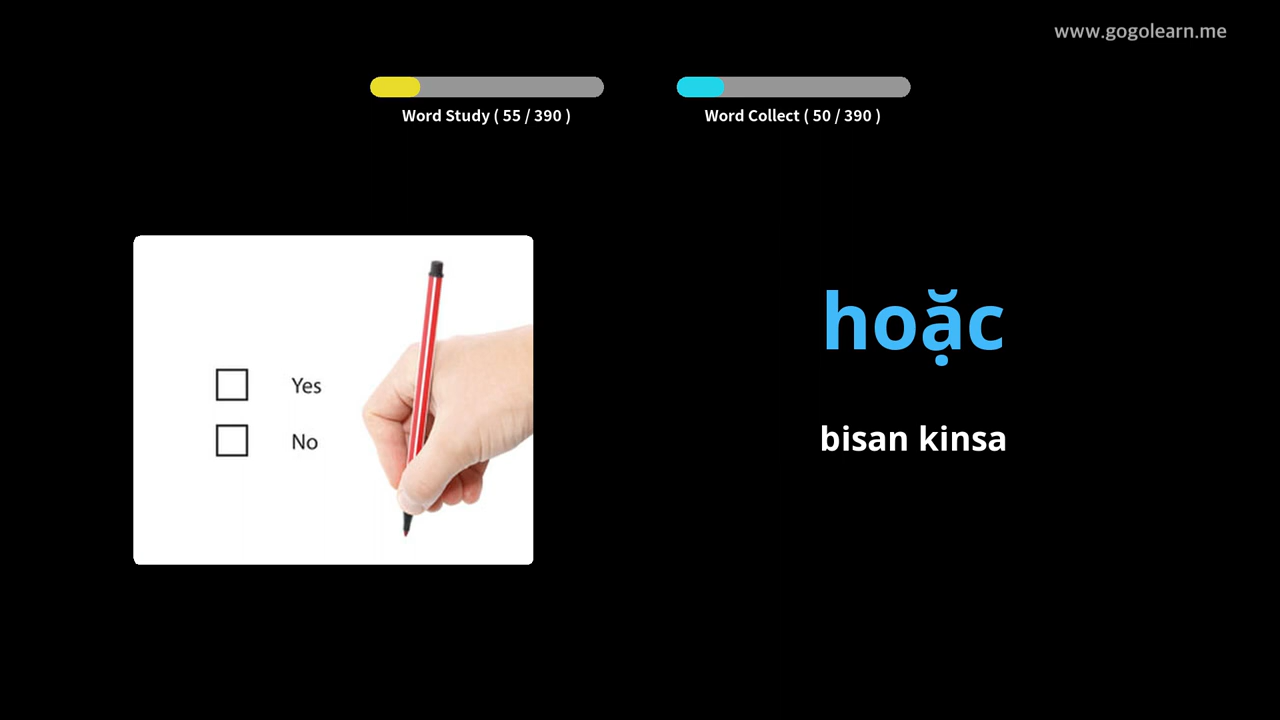 www.gogolearn.me
Word Study ( 55 / 390 )
Word Collect ( 50 / 390 )
Yes
No
hoặc
bisan kinsa